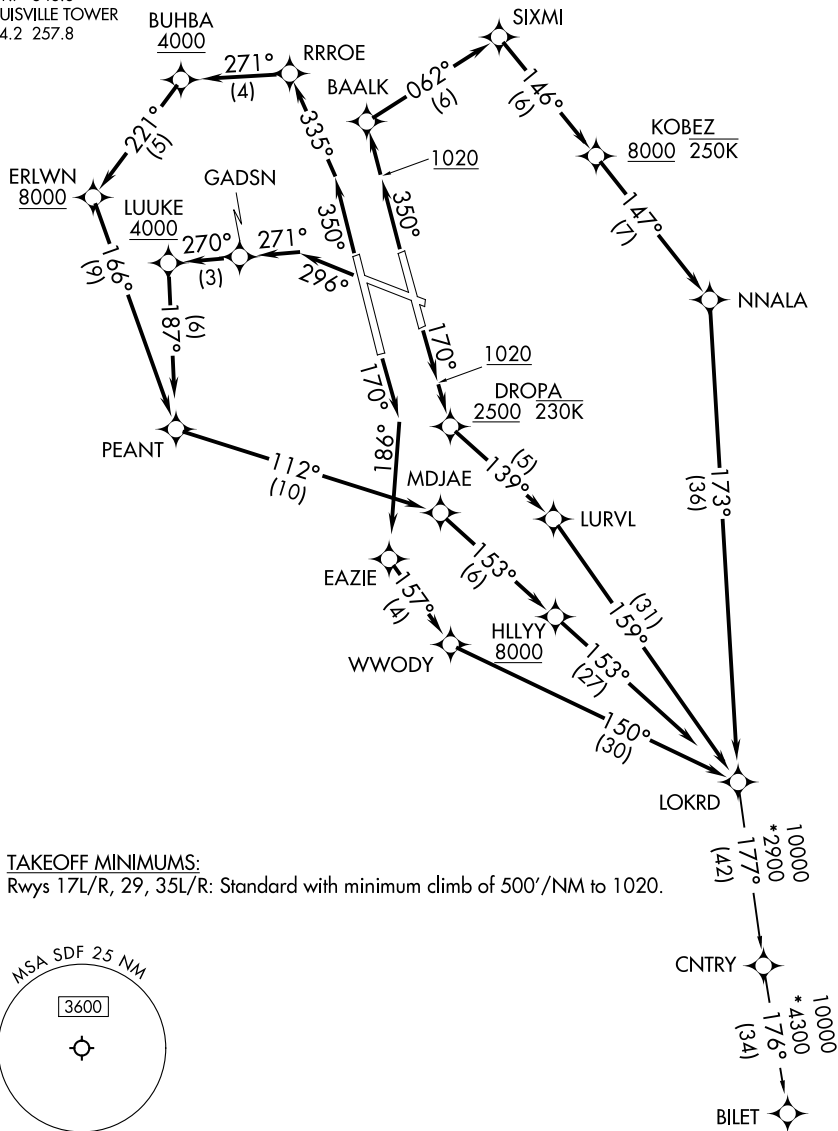 UISVILLE TOWER
4.2 257.8
BUHBA
4000
271°
(4)
RRROE
BAALK
062°
(6)
SIXMI
146°
(6)
KOBEZ
8000 250K
221°
(5)
335°
1020
ERLWN
8000
GADSN
LUUKE
4000
270°
(3)
271°
296°
350°
350°
147°
(7)
NNALA
166°
(9)
187°
(6)
170°
1020
170°
DROPA
2500 230K
PEANT
186°
112°
(10)
MDJAE
139°
(5)
LURVL
173°
(36)
EAZIE
157°
(4)
153°
(6)
HLLYY
8000
159°
(31)
WWODY
153°
(27)
150°
(30)
LOKRD
10000
*2900
177°
(42)
TAKEOFF MINIMUMS:
Rwys 17L/R, 29, 35L/R: Standard with minimum climb of 500'/NM to 1020.
MSA SDF 25 NM
3600
CNTRY
10000
*4300
176°
(34)
BILET